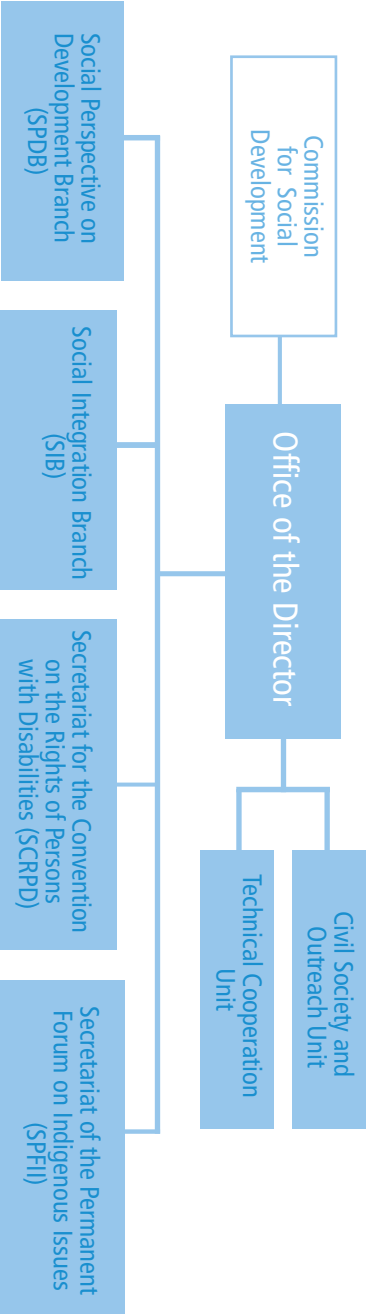 Commission
for Social
Development
Office of the Director
Civil Society and
Outreach Unit
Technical Cooperation
Unit
Social Perspective on
Development Branch
(SPDB)
Social Integration Branch
(SIB)
Secretariat for the Convention
on the Rights of Persons
with Disabilities (SCRPD)
Secretariat of the Permanent
Forum on Indigenous Issues
(SPFII)